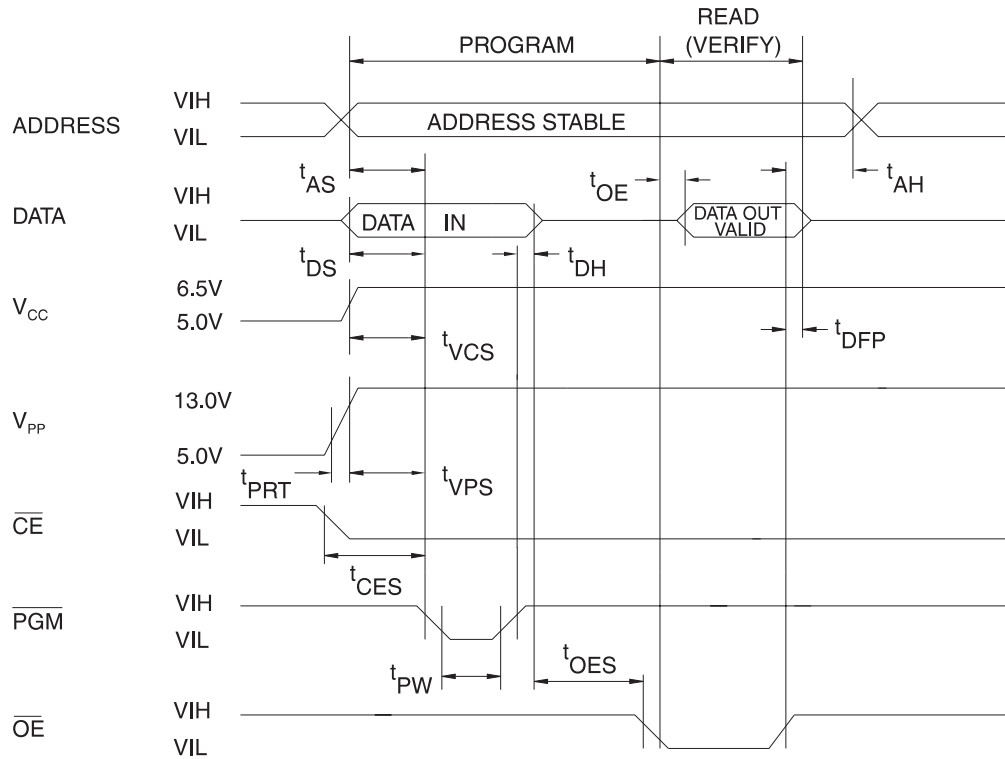 READ
PROGRAM (VERIFY)
VIH
ADDRESS ADDRESS STABLE
VIL
tAS tOE tAH
VIH
DATA DATA IN DATA OUT VALID
VIL
tDS tDH
6.5V
VCC
5.0V
tVCS tDFP
13.0V
VPP
5.0V
tPRT tVPS
VIH
CE
VIL
tCES
VIH
PGM
VIL
tPW tOES
VIH
OE
VIL